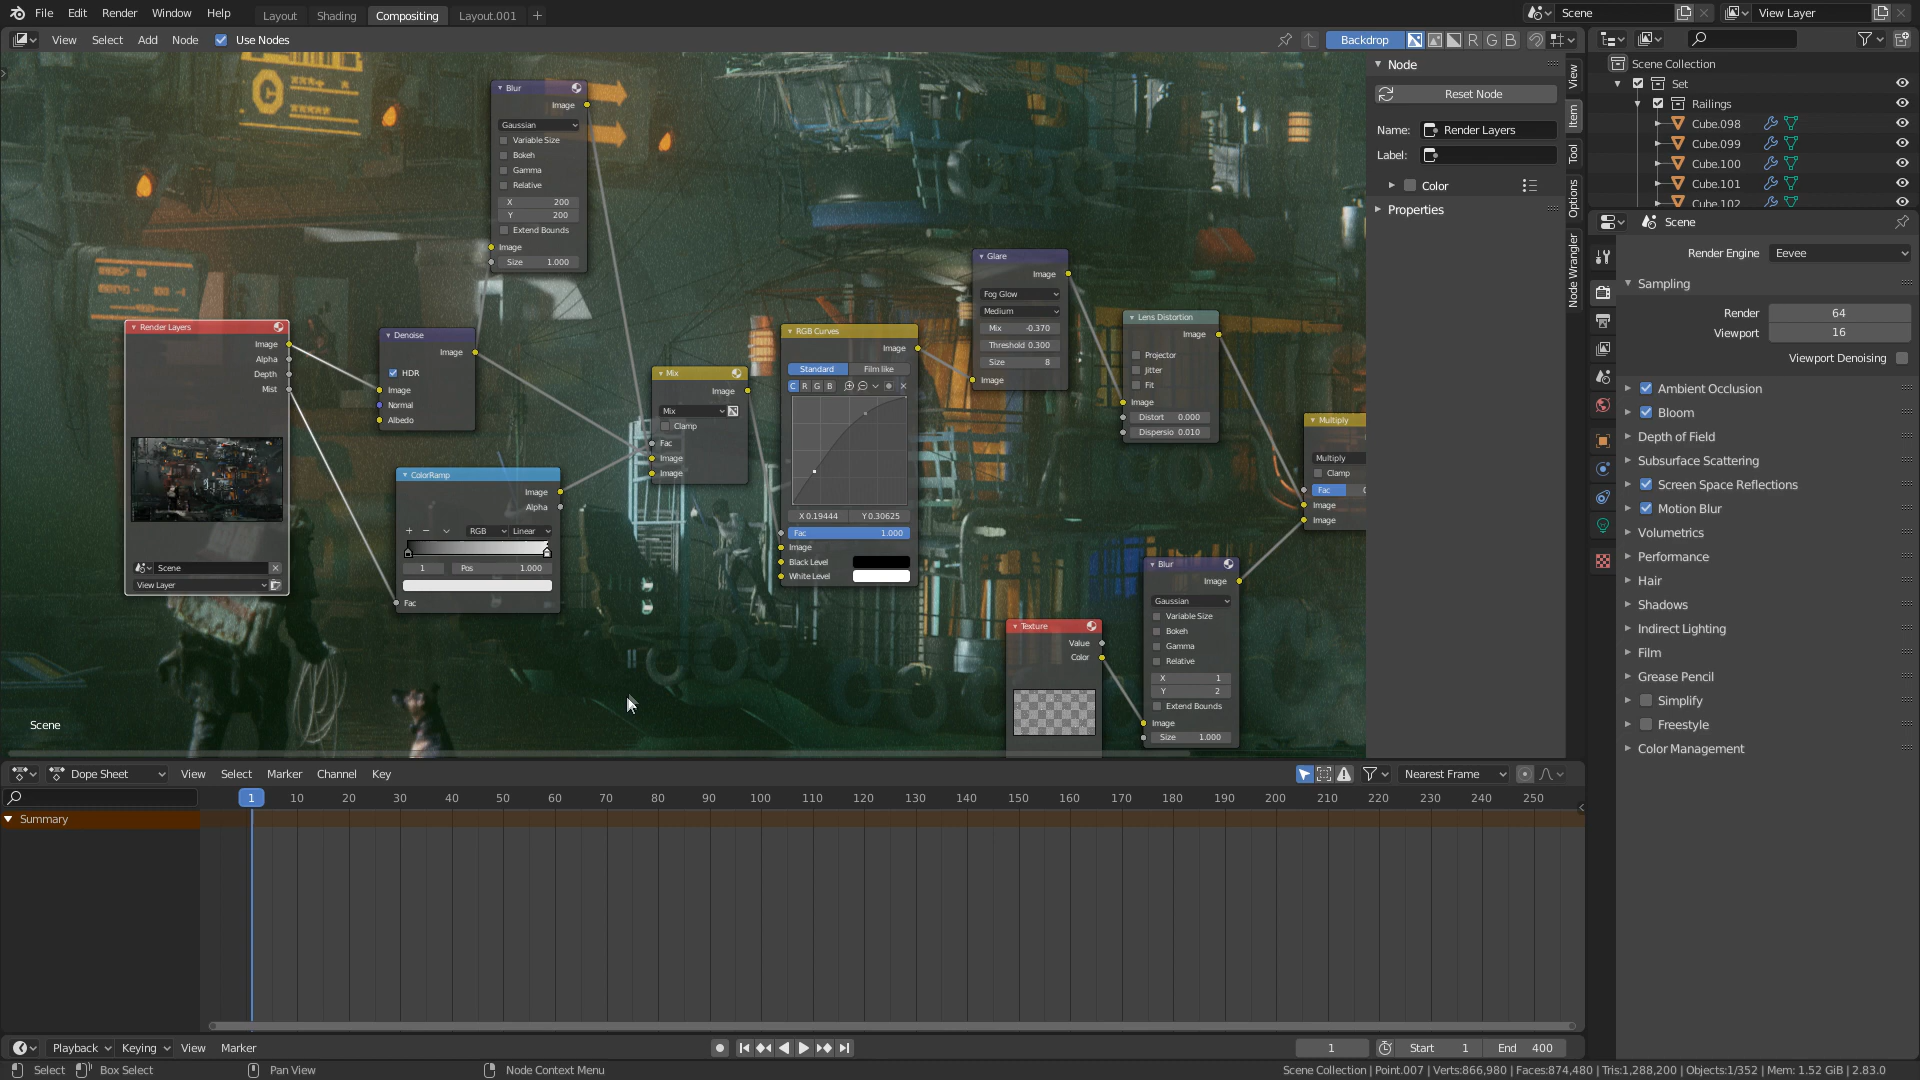 File Edit Render Window Help
Layout Shading Compositing Layout.001 +
Scene
View Layer
View Select Add Node Use Nodes
Backdrop R G B
Node
Reset Node
Name: Render Layers
Label:
Color
Properties
View
Item
Tool
Options
Node Wrangler
Scene Collection
Set
Railings
Cube.098
Cube.099
Cube.100
Cube.101
Cube.102
Scene
Render Engine Eevee
Sampling
Render 64
Viewport 16
Viewport Denoising
Ambient Occlusion
Bloom
Depth of Field
Subsurface Scattering
Screen Space Reflections
Motion Blur
Volumetrics
Performance
Hair
Shadows
Indirect Lighting
Film
Grease Pencil
Simplify
Freestyle
Color Management
Blur
Image
Gaussian
Variable Size
Bokeh
Gamma
Relative
X 200
Y 200
Extend Bounds
Image
Size 1.000
Render Layers
Image
Alpha
Depth
Mist
Scene
View Layer
Denoise
Image
HDR
Image
Normal
Albedo
ColorRamp
Image
Alpha
+ − RGB Linear
1 Pos 1.000
Fac
Mix
Image
Mix
Clamp
Fac
Image
Image
RGB Curves
Image
Standard Film like
C R G B
X 0.19444 Y 0.30625
Fac 1.000
Image
Black Level
White Level
Glare
Image
Fog Glow
Medium
Mix -0.370
Threshold 0.300
Size 8
Image
Lens Distortion
Image
Projector
Jitter
Fit
Image
Distort 0.000
Dispersio 0.010
Multiply
Multiply
Clamp
Fac
Image
Image
Texture
Value
Color
Blur
Image
Gaussian
Variable Size
Bokeh
Gamma
Relative
X 1
Y 2
Extend Bounds
Image
Size 1.000
Scene
Dope Sheet View Select Marker Channel Key
Nearest Frame
1 10 20 30 40 50 60 70 80 90 100 110 120 130 140 150 160 170 180 190 200 210 220 230 240 250
Summary
Playback Keying View Marker
1 Start 1 End 400
Select Box Select Pan View Node Context Menu
Scene Collection | Point.007 | Verts:866,980 | Faces:874,480 | Tris:1,288,200 | Objects:1/352 | Mem: 1.52 GiB | 2.83.0